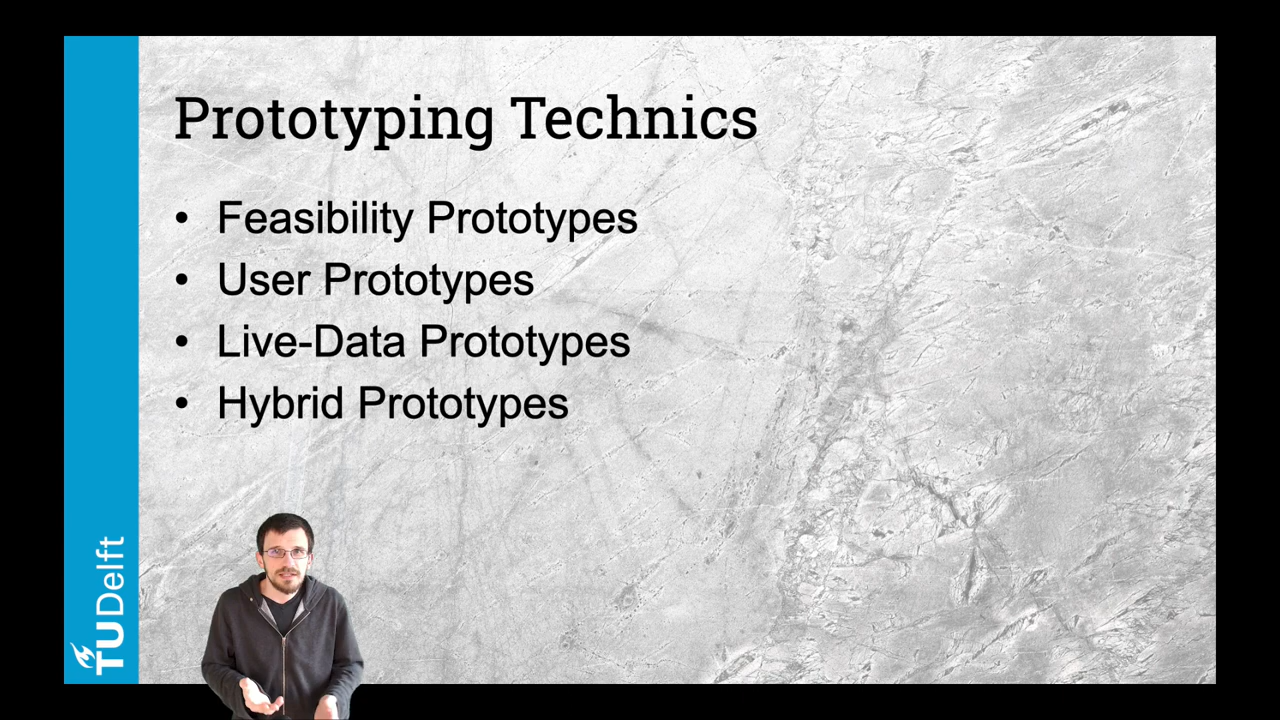 Prototyping Technics
• Feasibility Prototypes
• User Prototypes
• Live-Data Prototypes
• Hybrid Prototypes
TUDelft